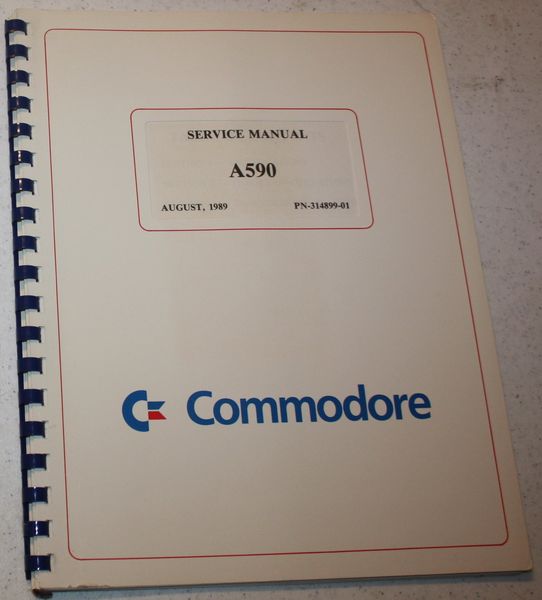 SERVICE MANUAL
A590
AUGUST, 1989 PN-314899-01
Commodore